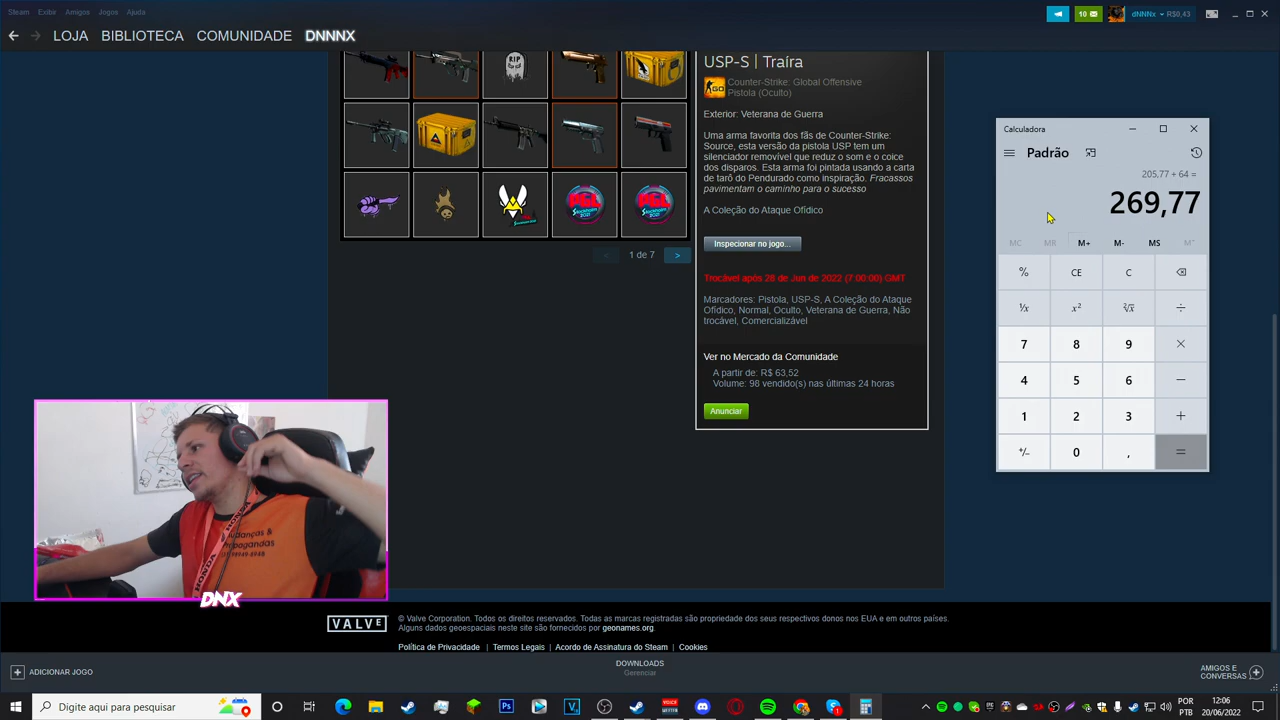 Steam Exibir Amigos Jogos Ajuda
10 dNNNx R$0,43
LOJA BIBLIOTECA COMUNIDADE DNNNX
USP-S | Traíra
Counter-Strike: Global Offensive
Pistola (Oculto)
Exterior: Veterana de Guerra
Uma arma favorita dos fãs de Counter-Strike:
Source, esta versão da pistola USP tem um
silenciador removível que reduz o som e o coice
dos disparos. Esta arma foi pintada usando a carta
de tarô do Pendurado como inspiração. Fracassos
pavimentam o caminho para o sucesso
A Coleção do Ataque Ofídico
Inspecionar no jogo...
Trocável após 26 de Jun de 2022 (7:00:00) GMT
Marcadores: Pistola, USP-S, A Coleção do Ataque
Ofídico, Normal, Oculto, Veterana de Guerra, Não
trocável, Comercializável
Ver no Mercado da Comunidade
A partir de: R$ 63,52
Volume: 98 vendido(s) nas últimas 24 horas
Anunciar
RIP
Stockholm
2021
Stockholm
2021
< 1 de 7 >
Calculadora
Padrão
205,77 + 64 =
269,77
MC MR M+ M- MS M˅
% CE C
¹/x x² ²√x ÷
7 8 9 ×
4 5 6 −
1 2 3 +
+/− 0 , =
Mudanças &
Propagandas
HONDA
DNX
VALVE
© Valve Corporation. Todos os direitos reservados. Todas as marcas registradas são propriedade dos seus respectivos donos nos EUA e em outros países.
Alguns dados geoespaciais neste site são fornecidos por geonames.org.
Política de Privacidade | Termos Legais | Acordo de Assinatura do Steam | Cookies
ADICIONAR JOGO
DOWNLOADS
Gerenciar
AMIGOS E
CONVERSAS
Digite aqui para pesquisar
Ps
V
POR
PTB
12:06
20/06/2022